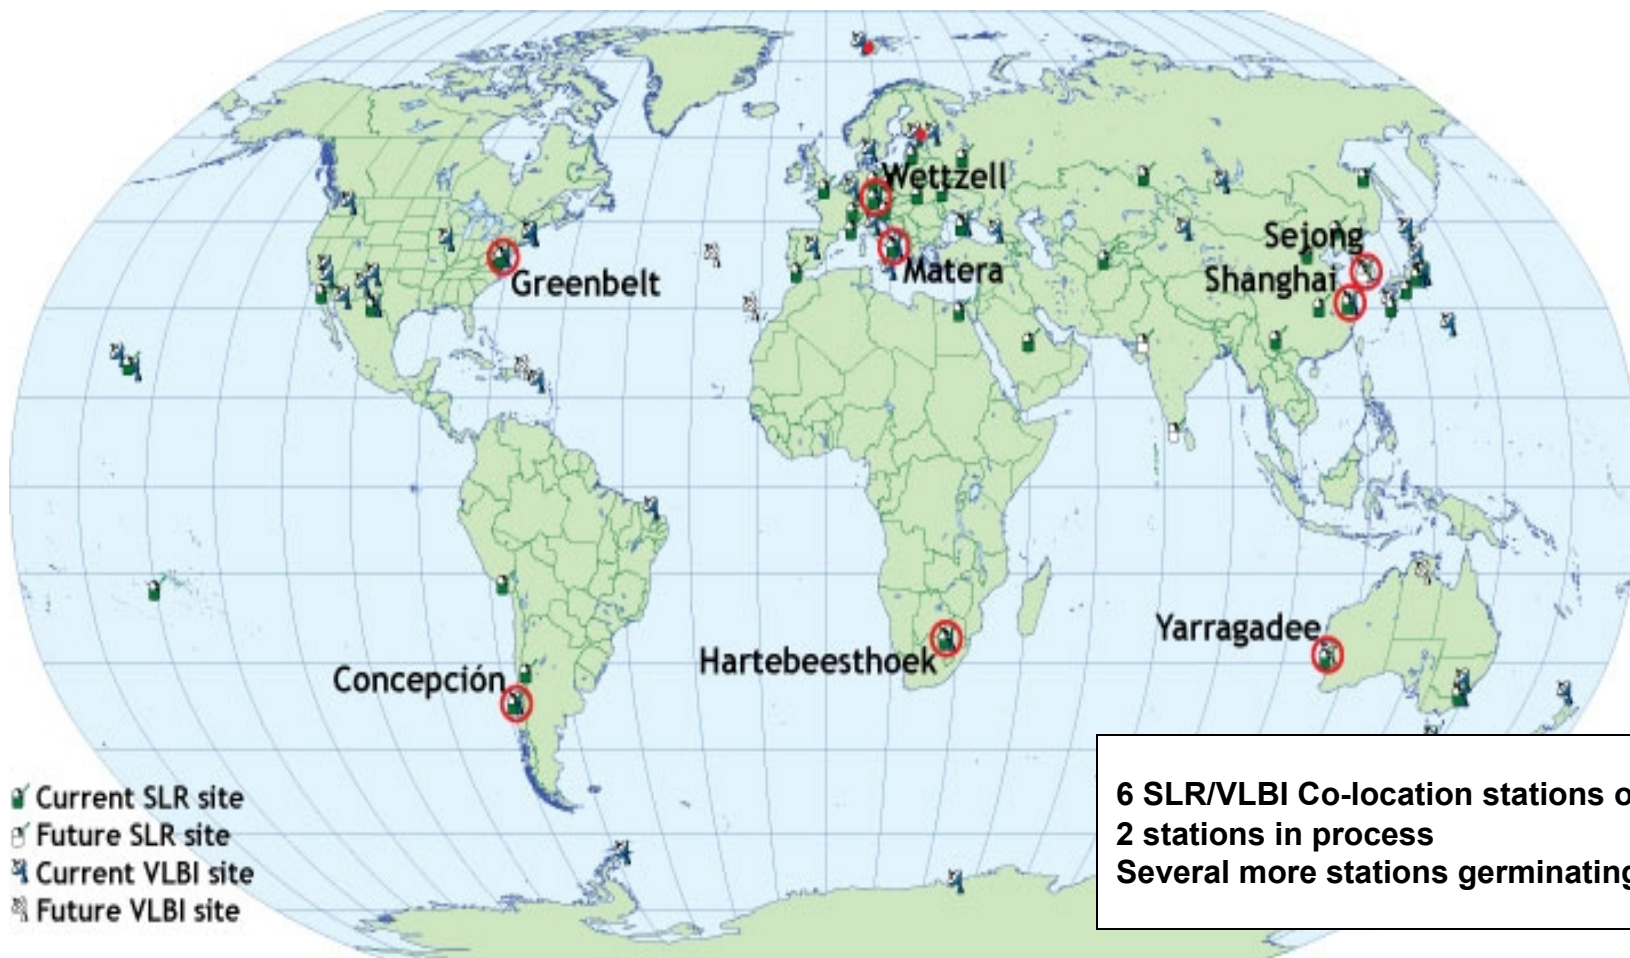 Wettzell
Sejong
Shanghai
Greenbelt
Matera
Yarragadee
Hartebeesthoek
Concepción
Current SLR site
Future SLR site
Current VLBI site
Future VLBI site
6 SLR/VLBI Co-location stations
2 stations in process
Several more stations germinating